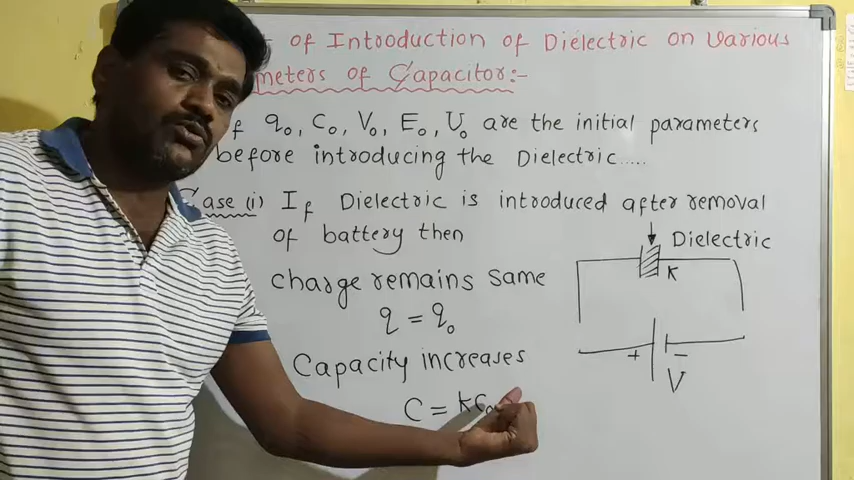 of Introduction of Dielectric on Various
meters of Capacitor:-
If q₀, C₀, V₀, E₀, U₀ are the initial parameters
before introducing the Dielectric.....
Case (i) If Dielectric is introduced after removal
of battery then
Dielectric
K
charge remains same
q = q₀
+ -
V
Capacity increases
C = KC₀